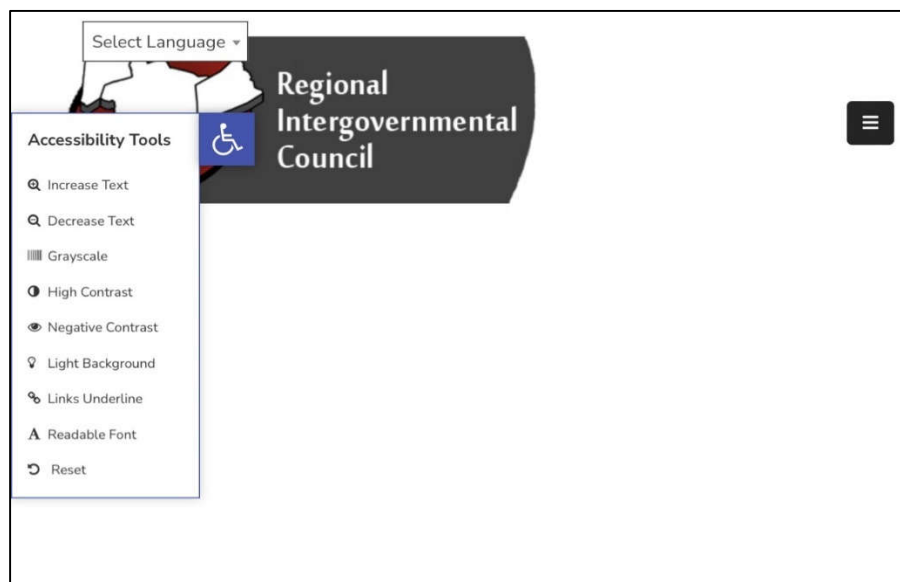 Select Language
Regional
Intergovernmental
Council
Accessibility Tools
Increase Text
Decrease Text
Grayscale
High Contrast
Negative Contrast
Light Background
Links Underline
A Readable Font
Reset